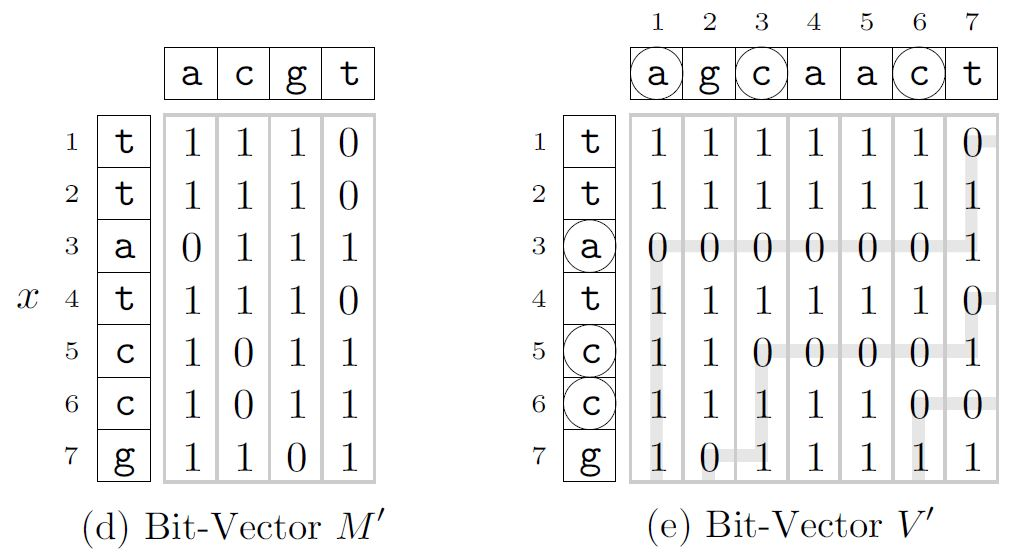 1 2 3 4 5 6 7
a c g t a g c a a c t
1 t 1 1 1 0 1 t 1 1 1 1 1 1 0
2 t 1 1 1 0 2 t 1 1 1 1 1 1 1
3 a 0 1 1 1 3 a 0 0 0 0 0 0 1
x 4 t 1 1 1 0 4 t 1 1 1 1 1 1 0
5 c 1 0 1 1 5 c 1 1 0 0 0 0 1
6 c 1 0 1 1 6 c 1 1 1 1 1 0 0
7 g 1 1 0 1 7 g 1 0 1 1 1 1 1
(d) Bit-Vector M′ (e) Bit-Vector V′